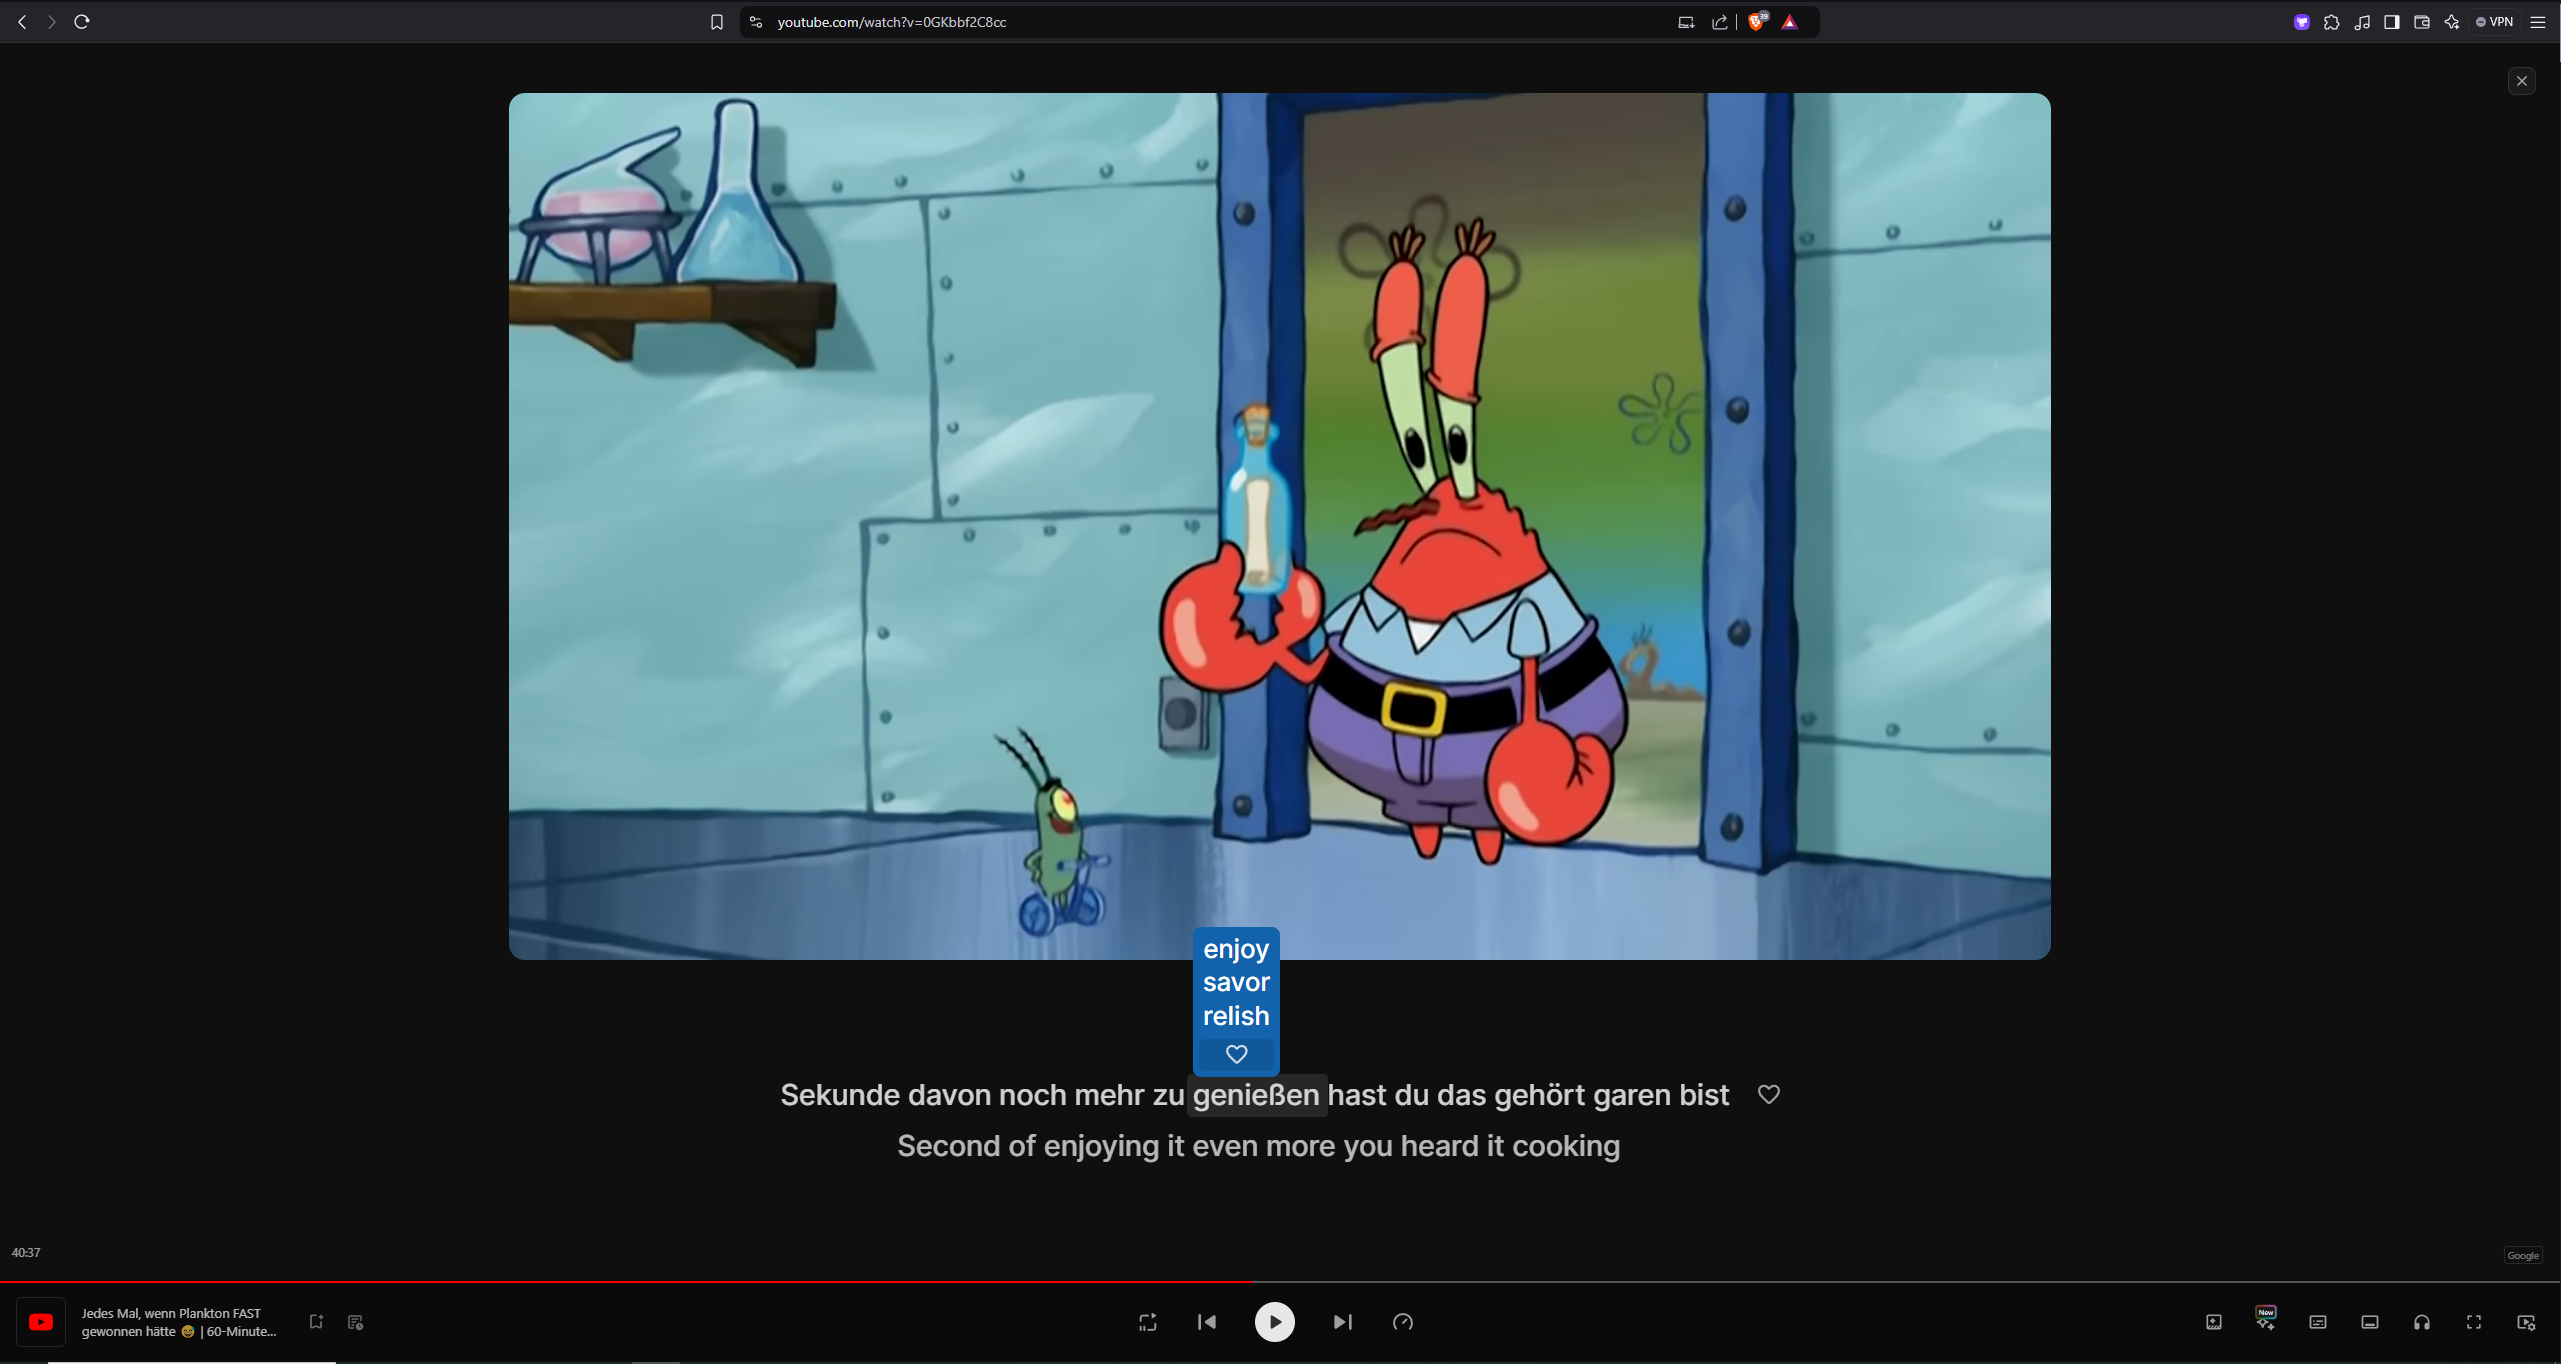 youtube.com/watch?v=0GKbbf2C8cc
39
VPN
enjoy
savor
relish
Sekunde davon noch mehr zu genießen hast du das gehört garen bist
Second of enjoying it even more you heard it cooking
40:37
Google
Jedes Mal, wenn Plankton FAST
gewonnen hätte 😅 | 60-Minute...
New